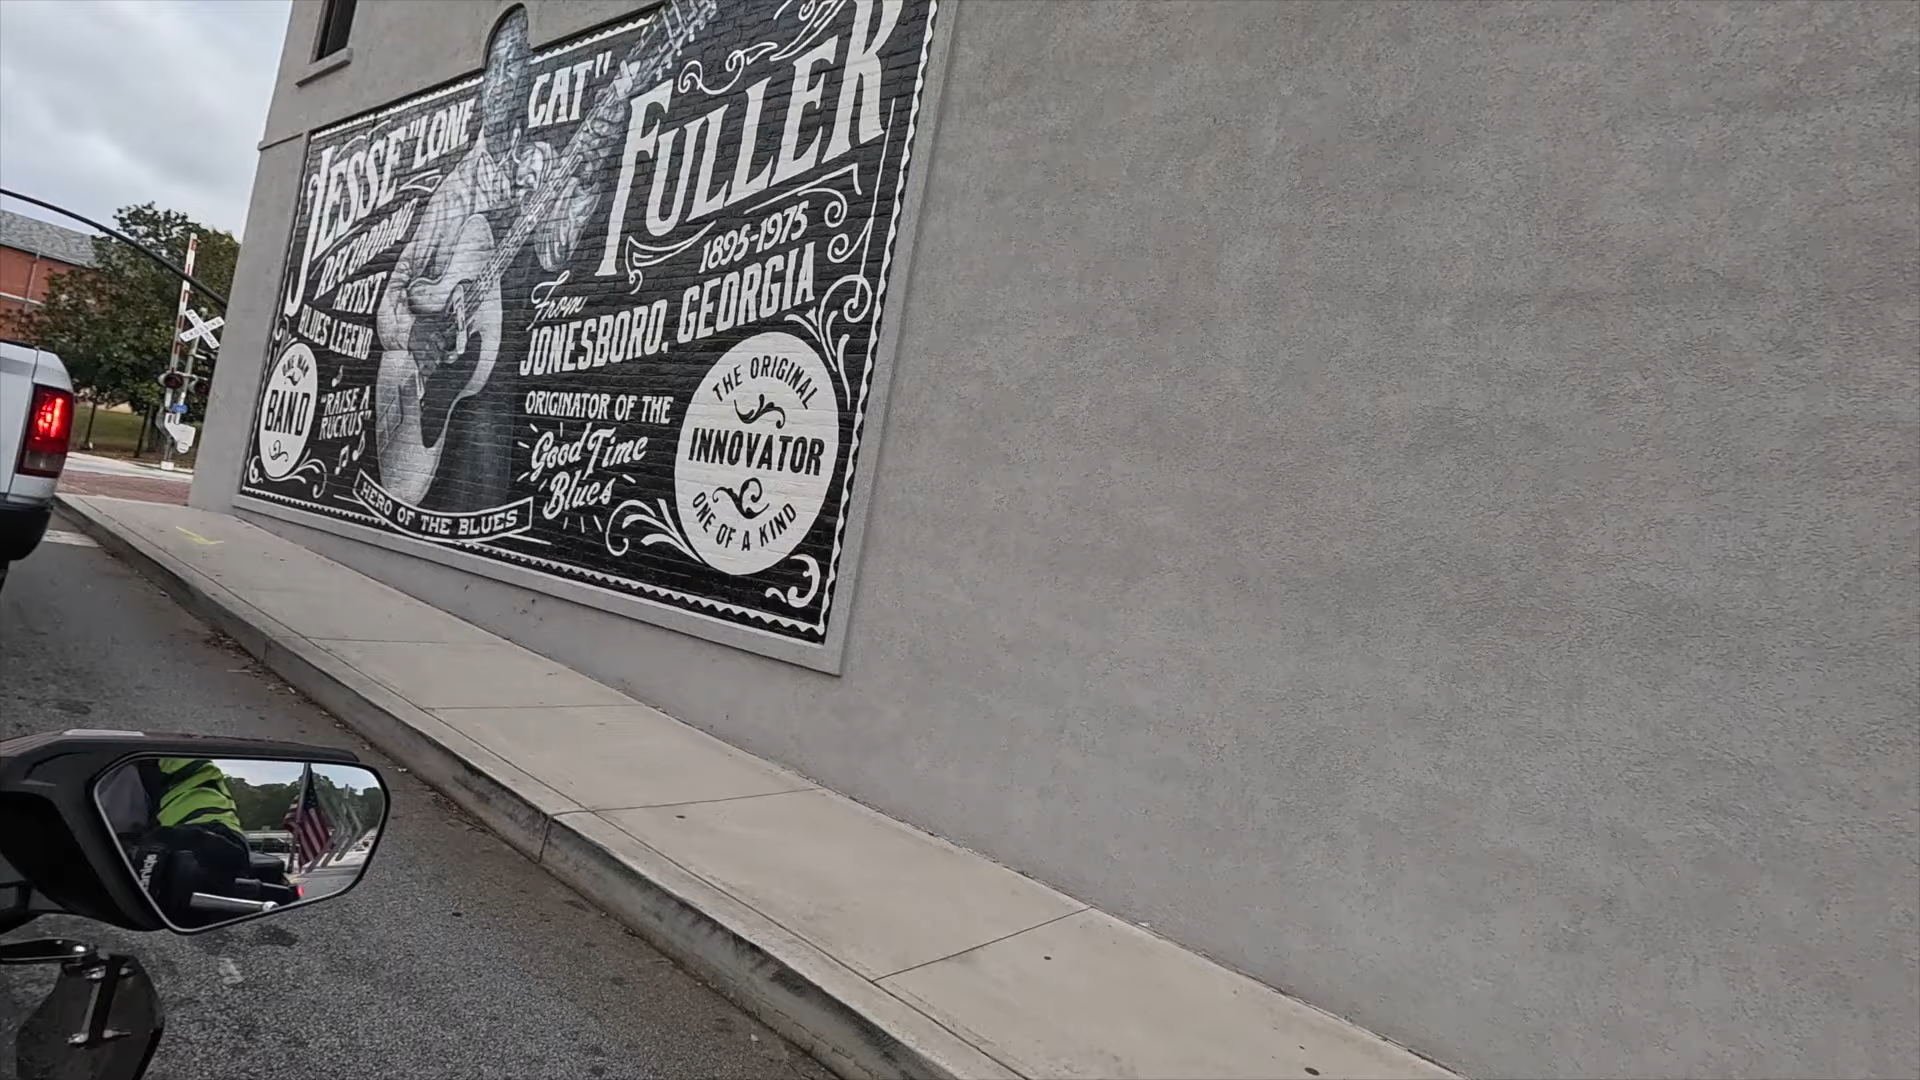 JESSE "LONE CAT" FULLER
RECORDING
ARTIST
BLUES LEGEND
ONE MAN
BAND
"RAISE A
RUCKUS"
HERO OF THE BLUES
1895-1975
From
JONESBORO, GEORGIA
ORIGINATOR OF THE
Good Time
Blues
THE ORIGINAL
INNOVATOR
ONE OF A KIND